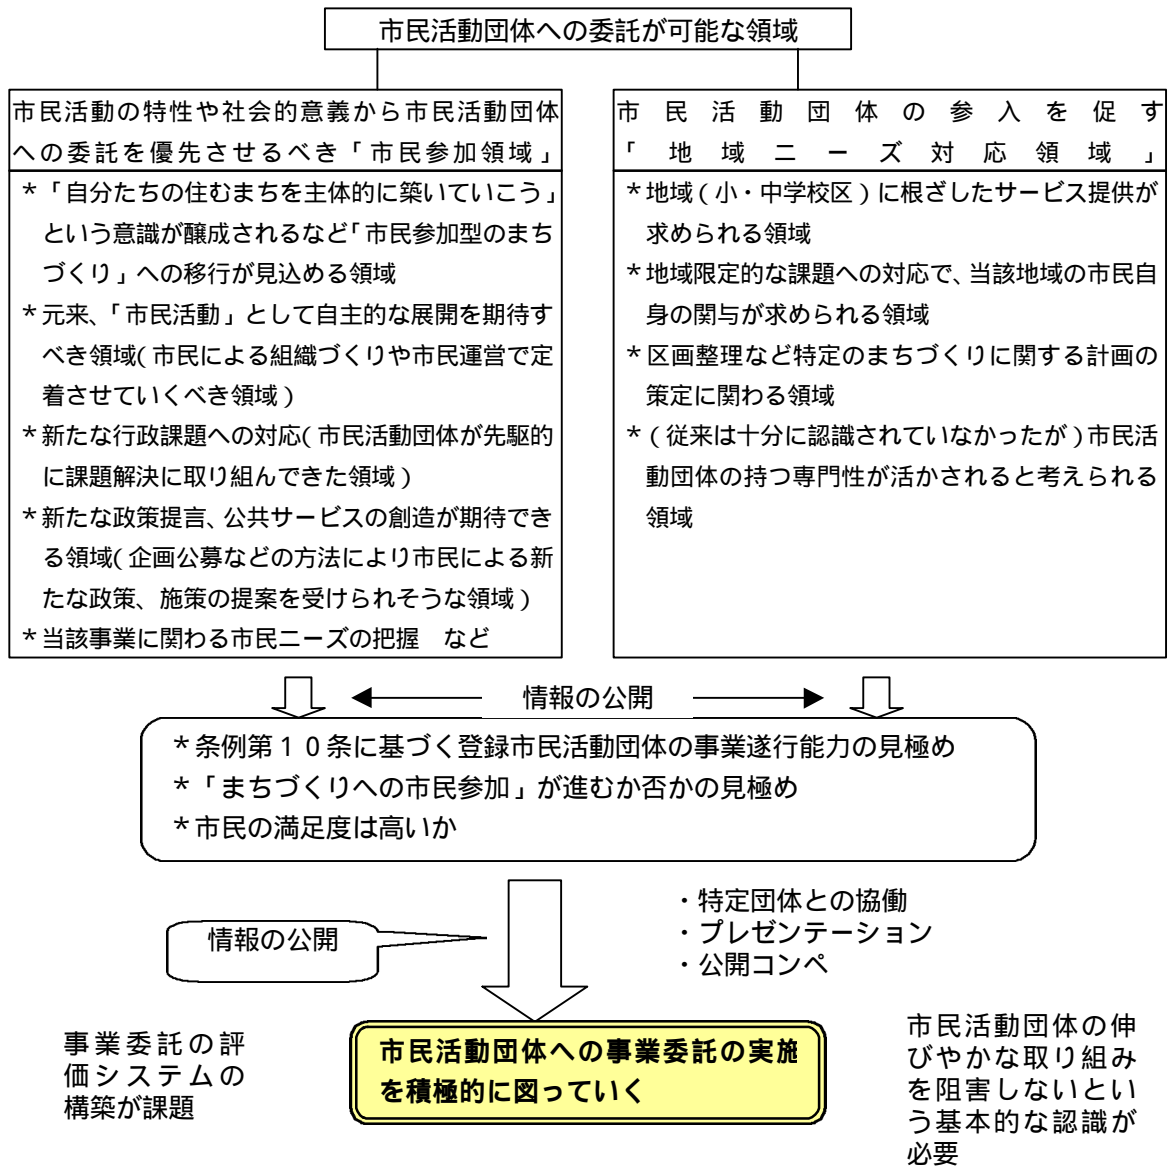 市民活動団体への委託が可能な領域
市民活動の特性や社会的意義から市民活動団体
への委託を優先させるべき「市民参加領域」
＊「自分たちの住むまちを主体的に築いていこう」
という意識が醸成されるなど「市民参加型のまち
づくり」への移行が見込める領域
＊元来、「市民活動」として自主的な展開を期待す
べき領域(市民による組織づくりや市民運営で定
着させていくべき領域)
＊新たな行政課題への対応(市民活動団体が先駆的
に課題解決に取り組んできた領域)
＊新たな政策提言、公共サービスの創造が期待でき
る領域(企画公募などの方法により市民による新
たな政策、施策の提案を受けられそうな領域)
＊当該事業に関わる市民ニーズの把握　など
市民活動団体の参入を促す
「地域ニーズ対応領域」
＊地域(小・中学校区)に根ざしたサービス提供が
求められる領域
＊地域限定的な課題への対応で、当該地域の市民自
身の関与が求められる領域
＊区画整理など特定のまちづくりに関する計画の
策定に関わる領域
＊(従来は十分に認識されていなかったが)市民活
動団体の持つ専門性が活かされると考えられる
領域
情報の公開
＊条例第１０条に基づく登録市民活動団体の事業遂行能力の見極め
＊「まちづくりへの市民参加」が進むか否かの見極め
＊市民の満足度は高いか
情報の公開
・特定団体との協働
・プレゼンテーション
・公開コンペ
事業委託の評
価システムの
構築が課題
市民活動団体への事業委託の実施
を積極的に図っていく
市民活動団体の伸
びやかな取り組み
を阻害しないとい
う基本的な認識が
必要